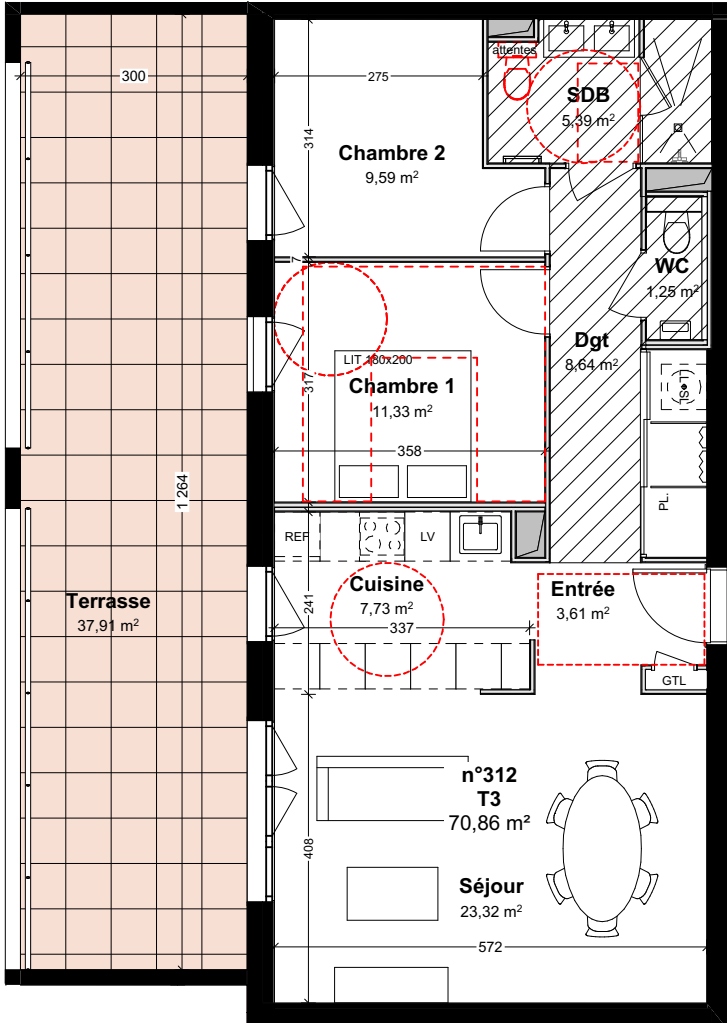 300
275
attentes
SDB
5,39 m²
314
Chambre 2
9,59 m²
7
WC
1,25 m²
Dgt
8,64 m²
LIT 180x200
317
Chambre 1
11,33 m²
358
PL.
1 264
REF
LV
Cuisine
7,73 m²
337
241
Entrée
3,61 m²
GTL
Terrasse
37,91 m²
n°312
T3
70,86 m²
408
Séjour
23,32 m²
572